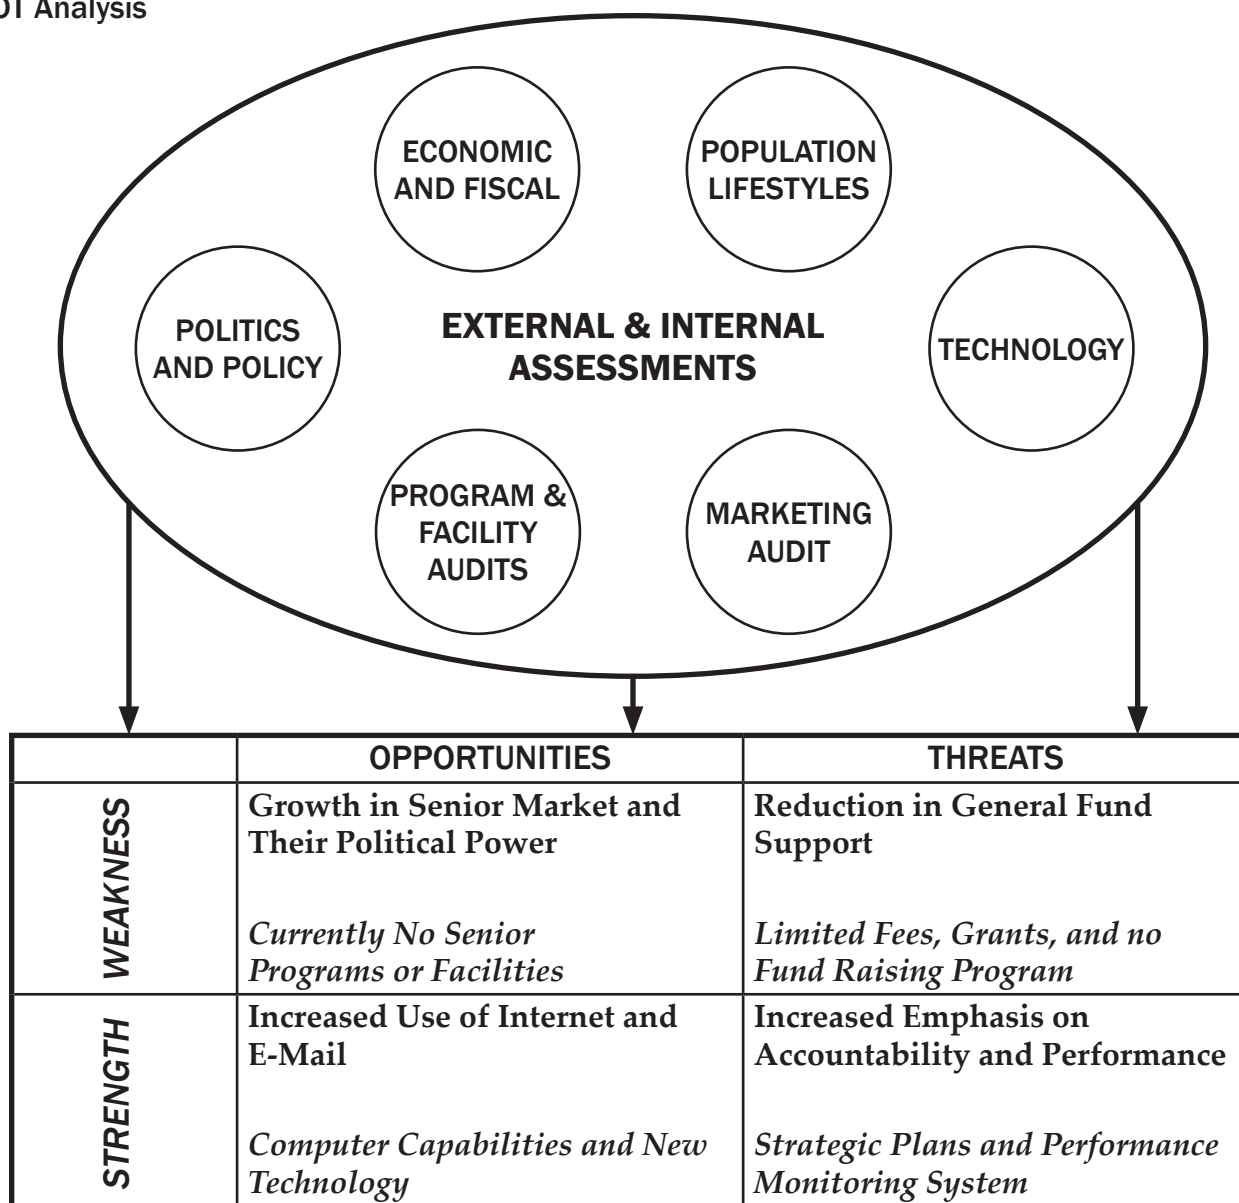 Analysis
ECONOMIC
AND FISCAL
POPULATION
LIFESTYLES
POLITICS
AND POLICY
EXTERNAL & INTERNAL
ASSESSMENTS
TECHNOLOGY
PROGRAM &
FACILITY
AUDITS
MARKETING
AUDIT
OPPORTUNITIES
THREATS
WEAKNESS
Growth in Senior Market and
Their Political Power
Currently No Senior
Programs or Facilities
Reduction in General Fund
Support
Limited Fees, Grants, and no
Fund Raising Program
STRENGTH
Increased Use of Internet and
E-Mail
Computer Capabilities and New
Technology
Increased Emphasis on
Accountability and Performance
Strategic Plans and Performance
Monitoring System